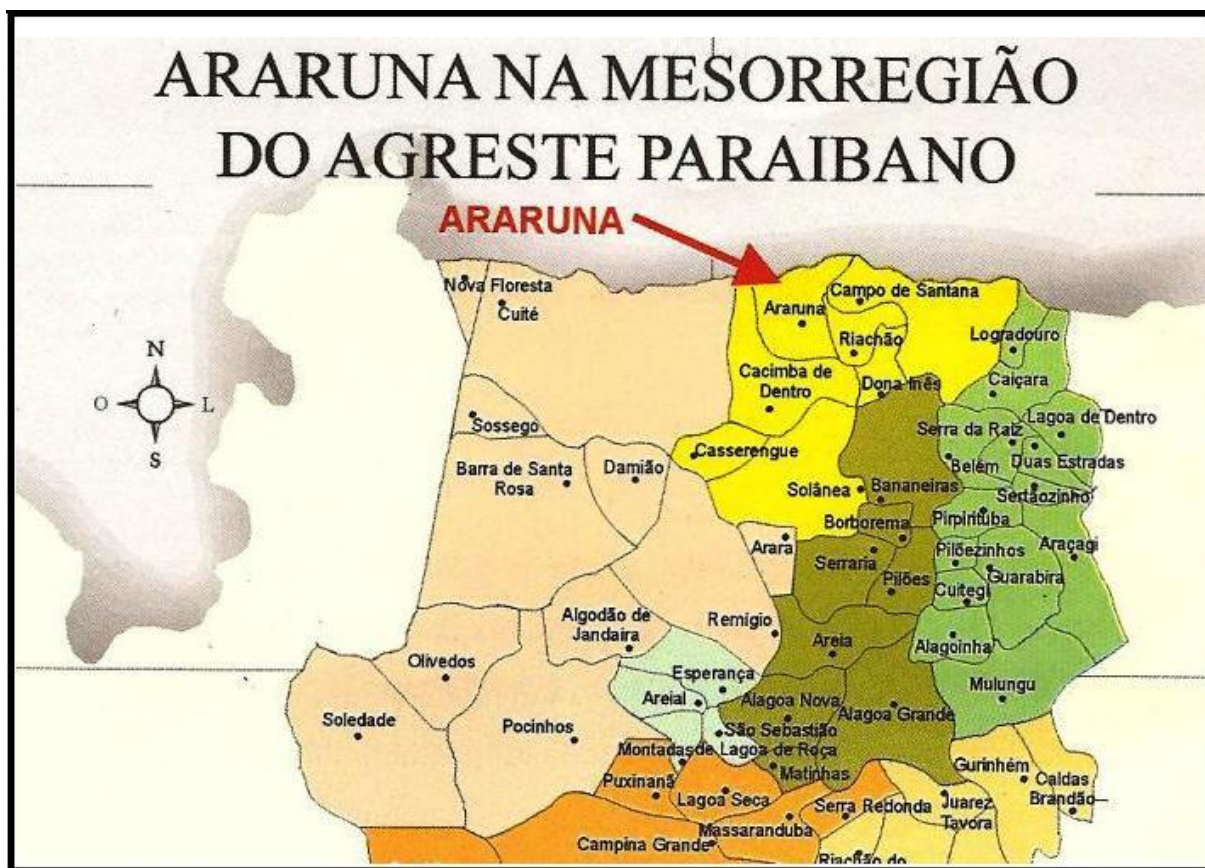 ARARUNA NA MESORREGIÃO
DO AGRESTE PARAIBANO
ARARUNA
Nova Floresta
Cuité
Campo de Santana
Araruna
Riachão
Logradouro
N
O
L
S
Cacimba de
Dentro
Dona Inês
Caiçara
Sossego
Lagoa de Dentro
Serra da Raiz
Casserengue
Belém
Duas Estradas
Barra de Santa
Rosa
Damião
Solânea
Bananeiras
Sertãozinho
Borborema
Pirpirituba
Arara
Serraria
Pilõezinhos
Araçagi
Pilões
Guarabira
Cuitegi
Algodão de
Jandaira
Remigio
Areia
Alagoinha
Olivedos
Esperança
Mulungu
Areial
Alagoa Nova
Alagoa Grande
Soledade
Pocinhos
São Sebastião
de Lagoa de Roça
Montadas
Matinhas
Gurinhém
Caldas
Brandão
Puxinanã
Lagoa Seca
Serra Redonda
Juarez
Tavora
Massaranduba
Campina Grande
Riachão do